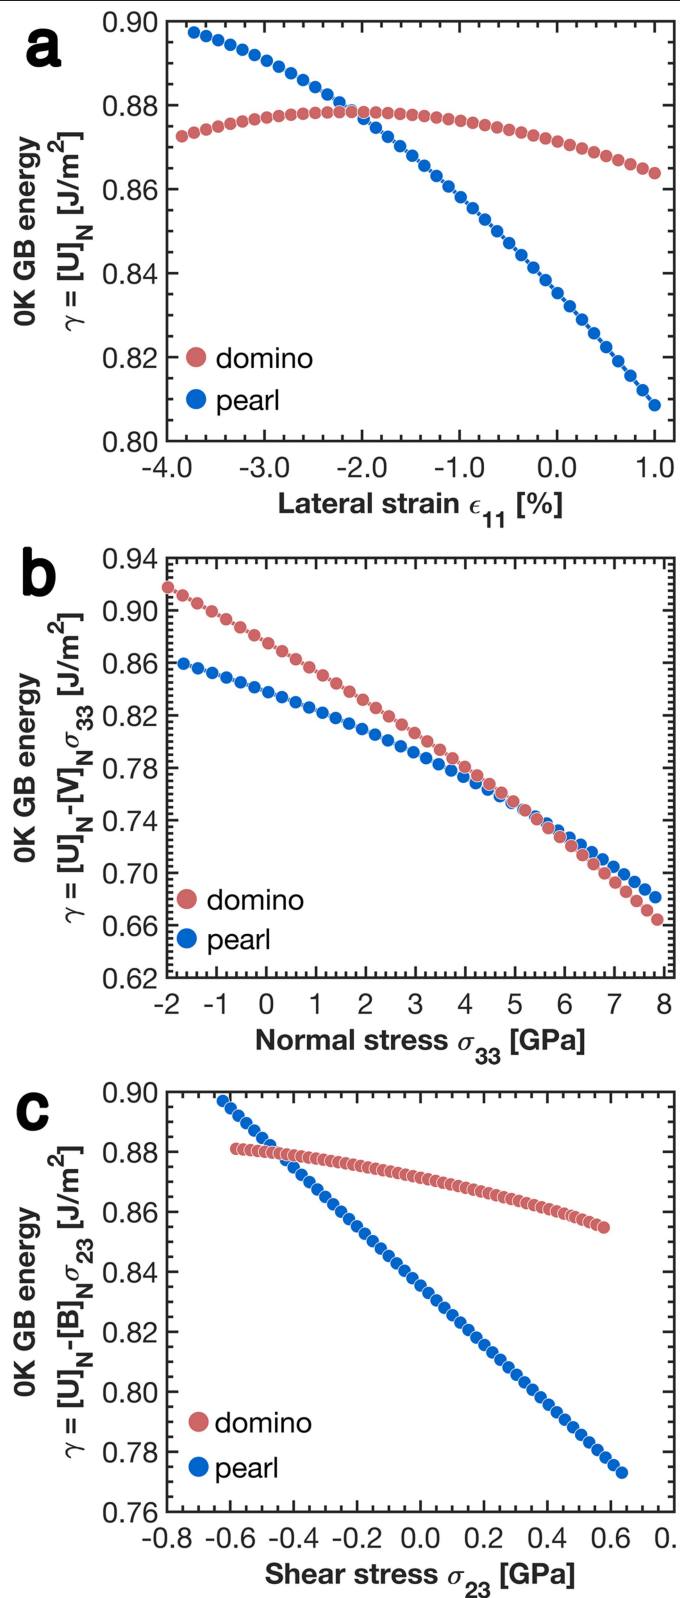 a
0K GB energy
γ = [U]N [J/m²]
0.90
0.88
0.86
0.84
0.82
0.80
domino
pearl
-4.0 -3.0 -2.0 -1.0 0.0 1.0
Lateral strain ϵ11 [%]
b
0K GB energy
γ = [U]N-[V]Nσ33 [J/m²]
0.94
0.90
0.86
0.82
0.78
0.74
0.70
0.66
0.62
domino
pearl
-2 -1 0 1 2 3 4 5 6 7 8
Normal stress σ33 [GPa]
c
0K GB energy
γ = [U]N-[B]Nσ23 [J/m²]
0.90
0.88
0.86
0.84
0.82
0.80
0.78
0.76
domino
pearl
-0.8 -0.6 -0.4 -0.2 0.0 0.2 0.4 0.6 0.
Shear stress σ23 [GPa]